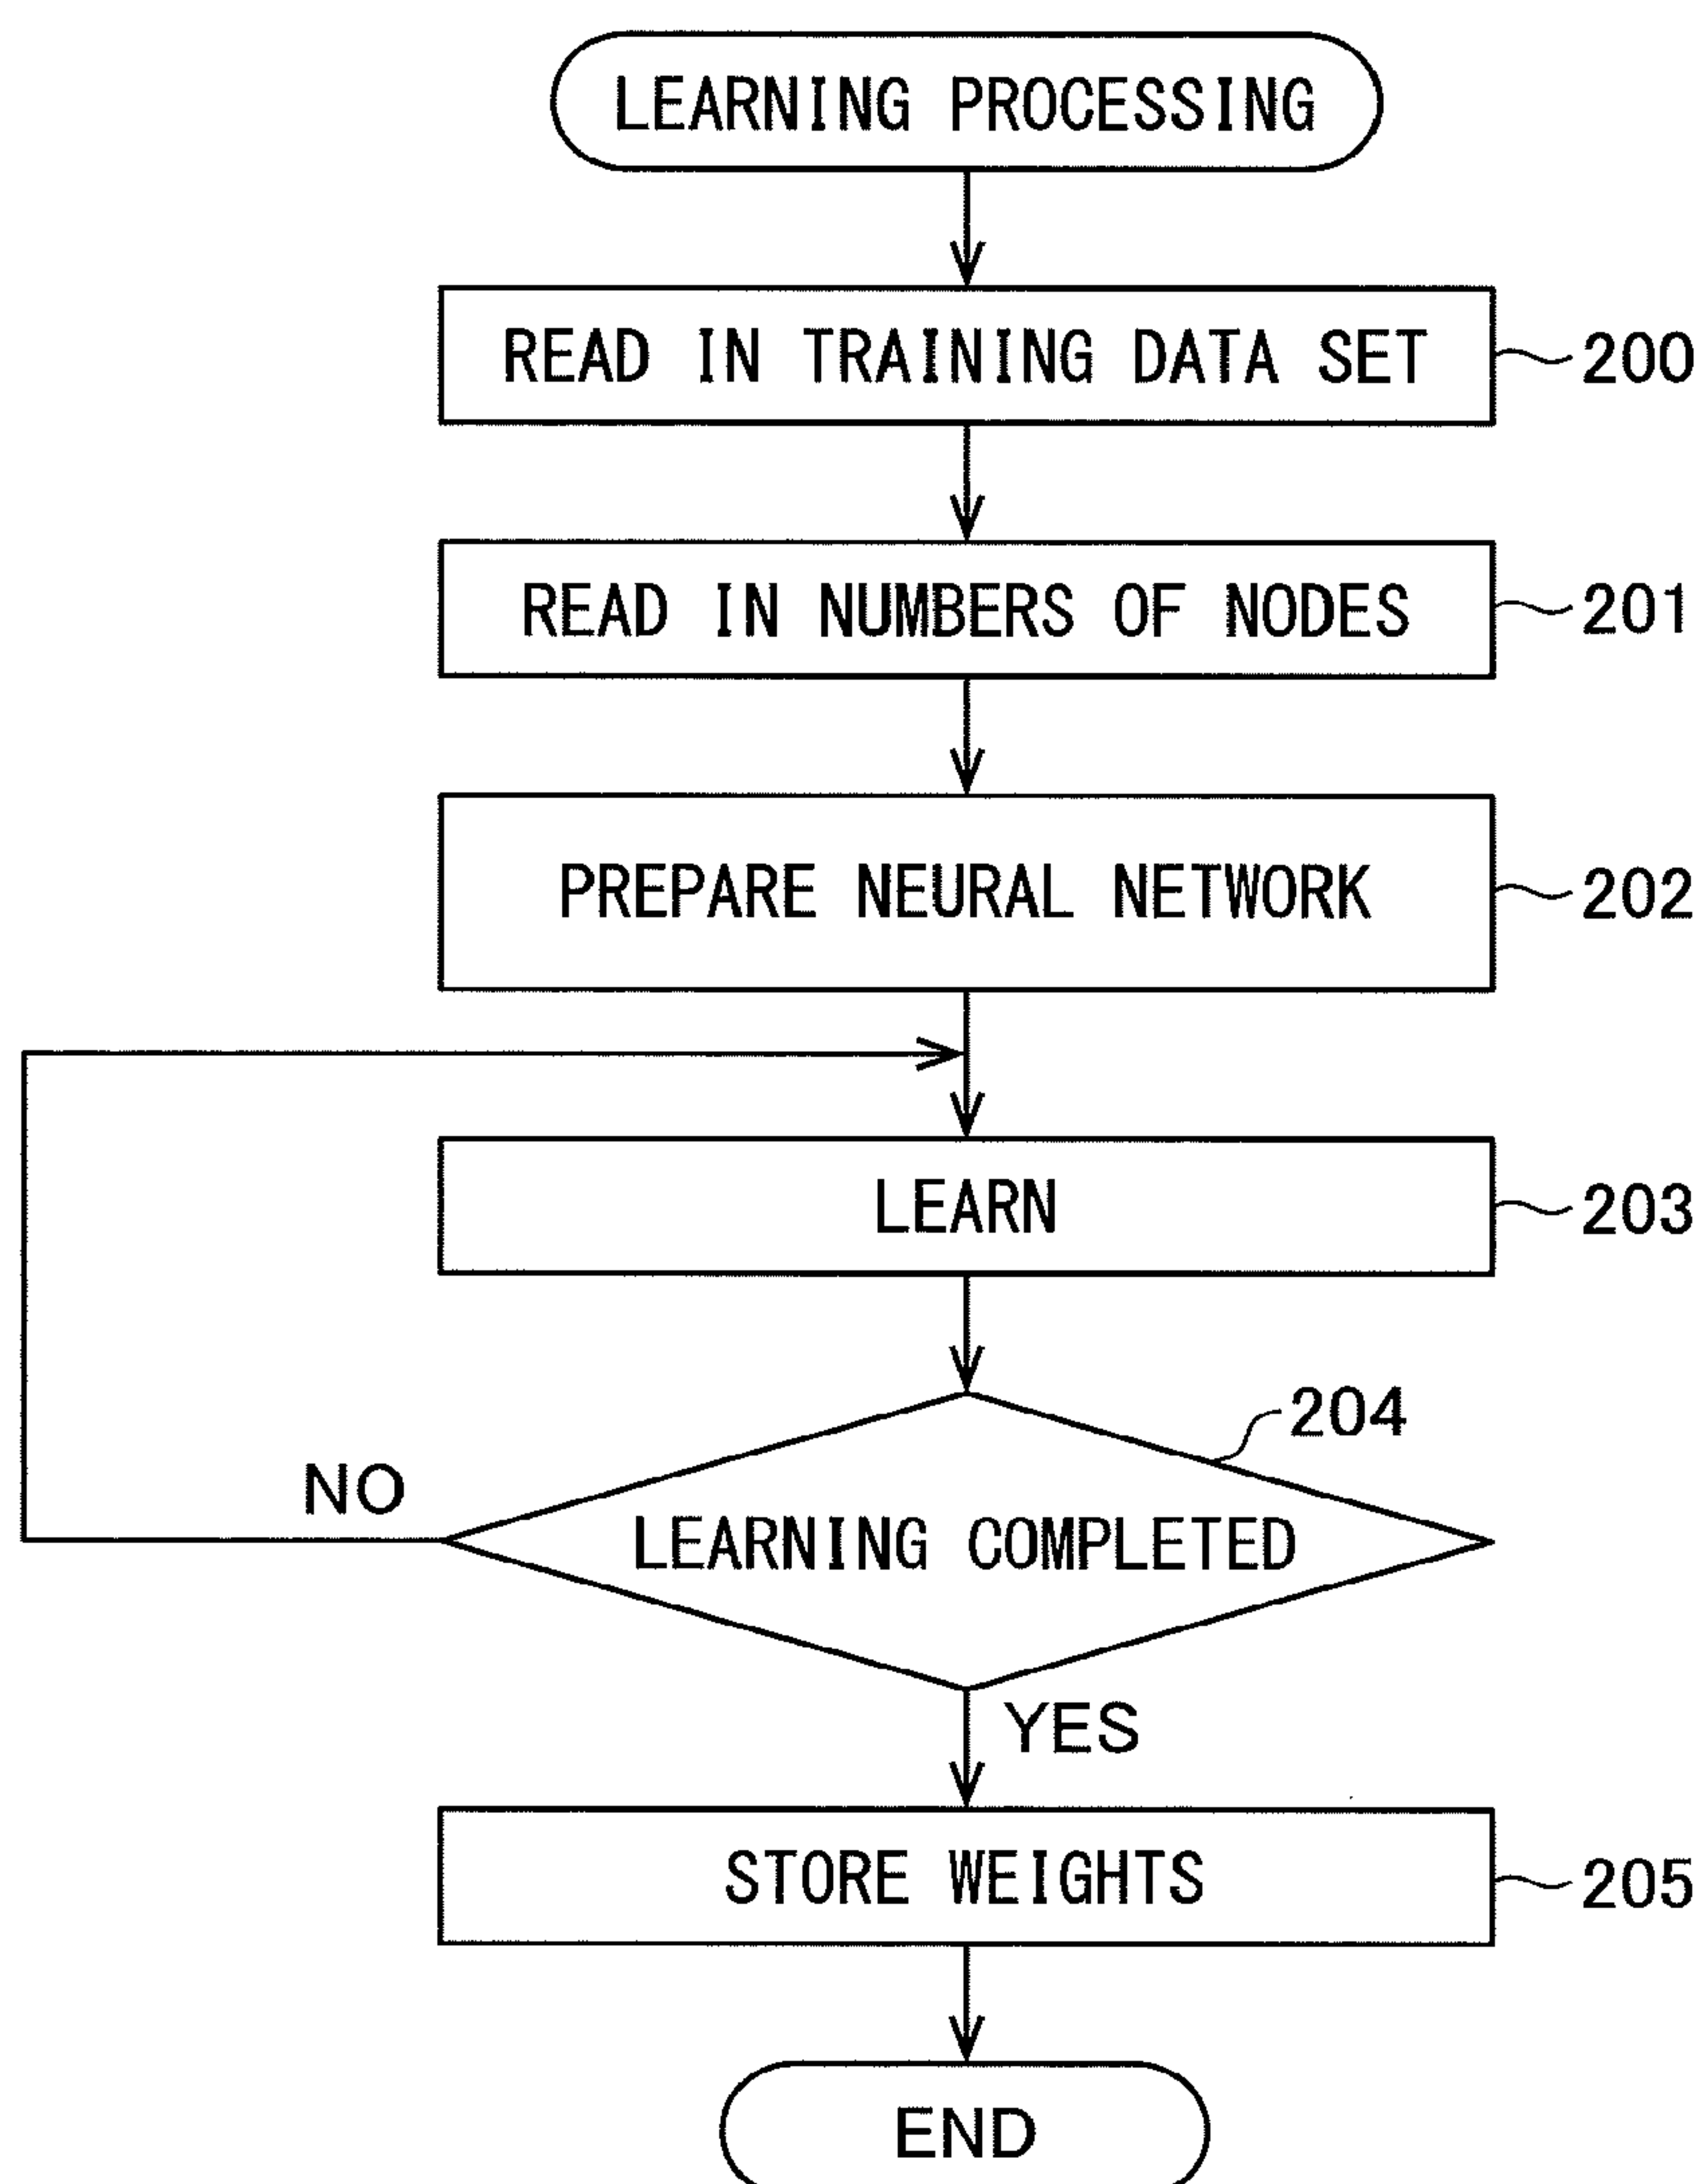 LEARNING PROCESSING
READ IN TRAINING DATA SET
200
READ IN NUMBERS OF NODES
201
PREPARE NEURAL NETWORK
202
LEARN
203
204
NO
LEARNING COMPLETED
YES
STORE WEIGHTS
205
END